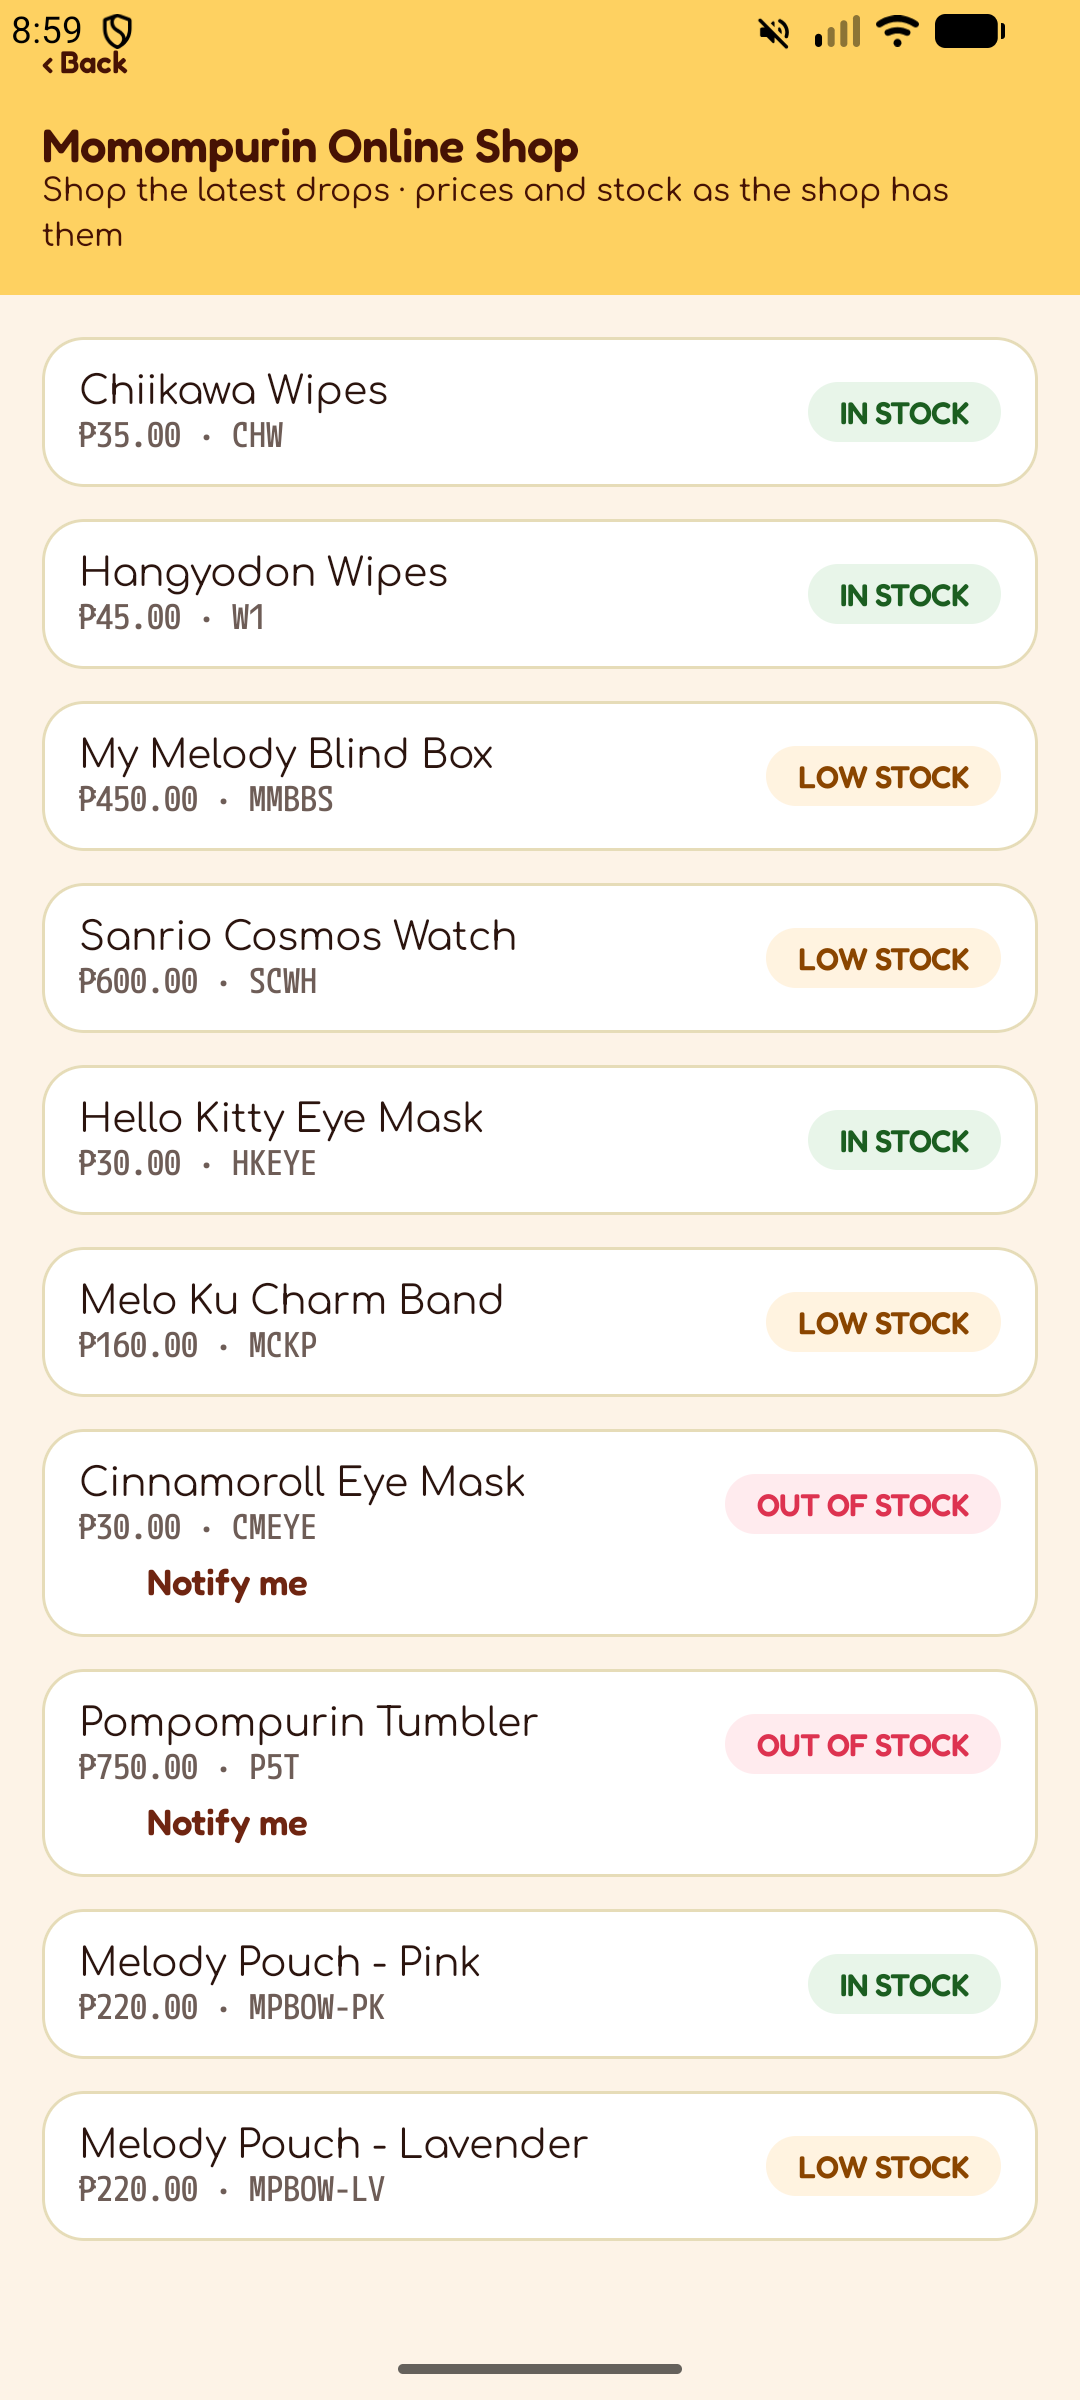 8:59
‹ Back
Momompurin Online Shop
Shop the latest drops · prices and stock as the shop has
them
Chiikawa Wipes
₱35.00 · CHW
IN STOCK
Hangyodon Wipes
₱45.00 · W1
IN STOCK
My Melody Blind Box
₱450.00 · MMBBS
LOW STOCK
Sanrio Cosmos Watch
₱600.00 · SCWH
LOW STOCK
Hello Kitty Eye Mask
₱30.00 · HKEYE
IN STOCK
Melo Ku Charm Band
₱160.00 · MCKP
LOW STOCK
Cinnamoroll Eye Mask
₱30.00 · CMEYE
OUT OF STOCK
Notify me
Pompompurin Tumbler
₱750.00 · P5T
OUT OF STOCK
Notify me
Melody Pouch - Pink
₱220.00 · MPBOW-PK
IN STOCK
Melody Pouch - Lavender
₱220.00 · MPBOW-LV
LOW STOCK